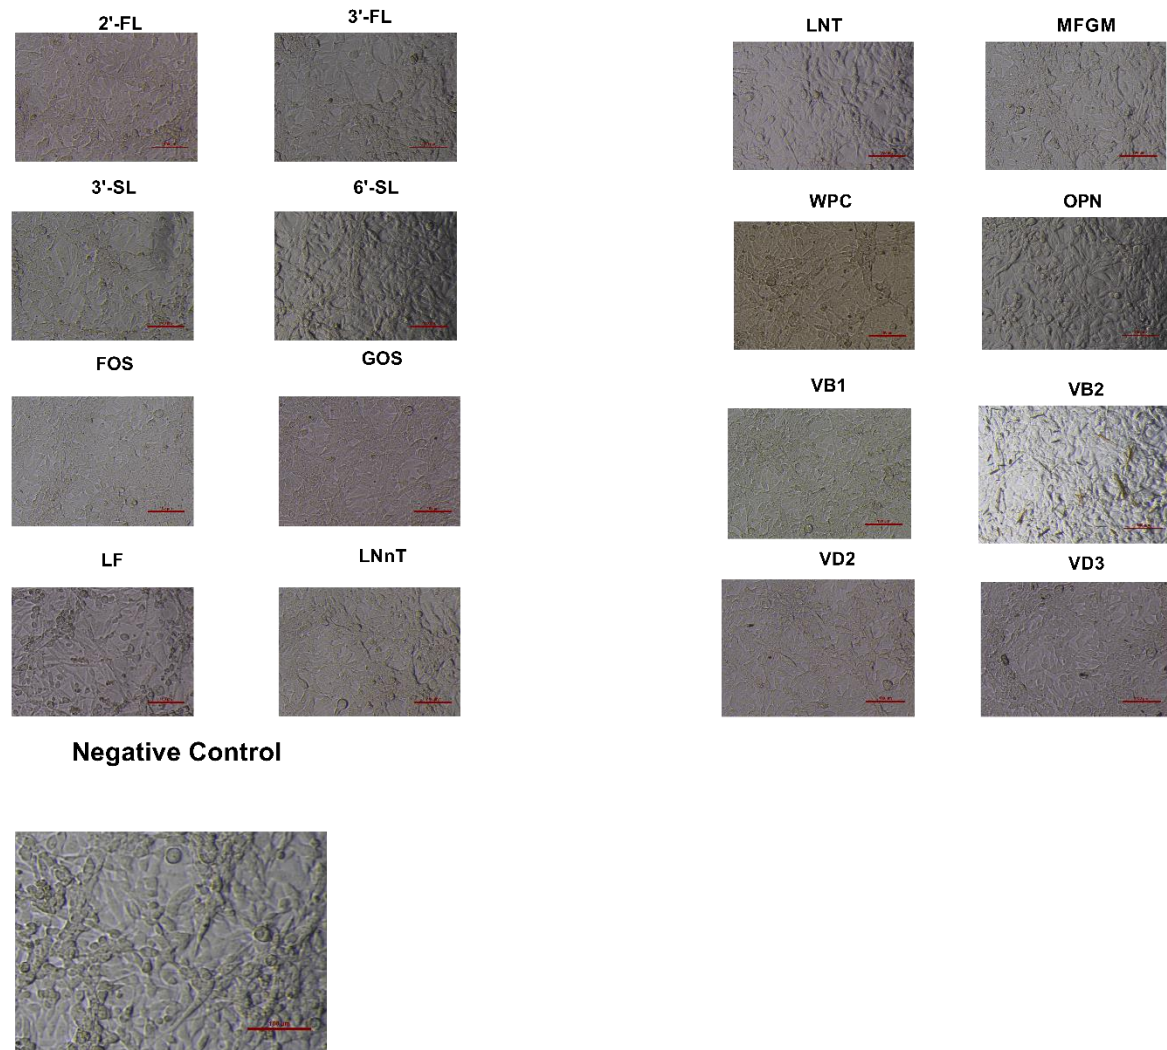 2'-FL
3'-FL
LNT
MFGM
3'-SL
6'-SL
WPC
OPN
FOS
GOS
VB1
VB2
LF
LNnT
VD2
VD3
Negative Control